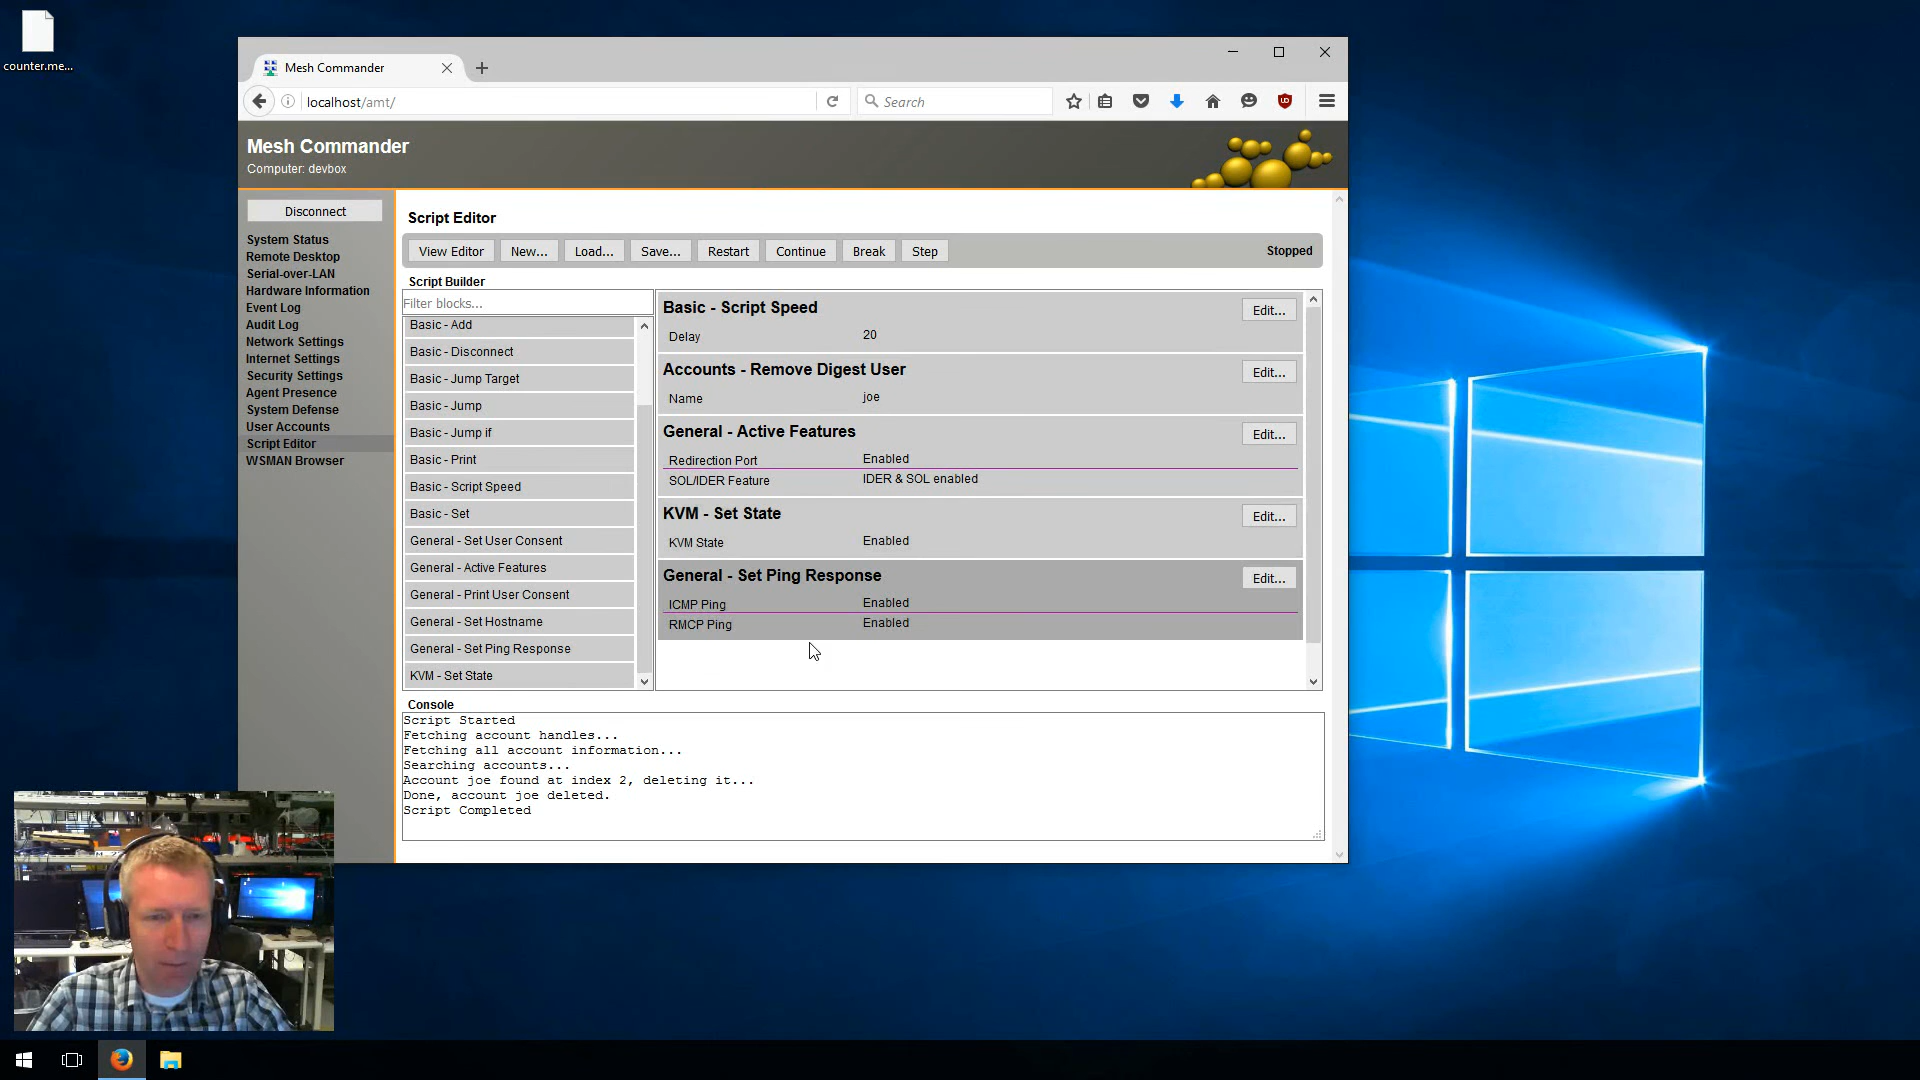 counter.me...
Mesh Commander
localhost/amt/
Search
Mesh Commander
Computer: devbox
Disconnect
System Status
Remote Desktop
Serial-over-LAN
Hardware Information
Event Log
Audit Log
Network Settings
Internet Settings
Security Settings
Agent Presence
System Defense
User Accounts
Script Editor
WSMAN Browser
Script Editor
View Editor New... Load... Save... Restart Continue Break Step Stopped
Script Builder
Filter blocks...
Basic - Add
Basic - Disconnect
Basic - Jump Target
Basic - Jump
Basic - Jump if
Basic - Print
Basic - Script Speed
Basic - Set
General - Set User Consent
General - Active Features
General - Print User Consent
General - Set Hostname
General - Set Ping Response
KVM - Set State
Basic - Script Speed Edit...
Delay 20
Accounts - Remove Digest User Edit...
Name joe
General - Active Features Edit...
Redirection Port Enabled
SOL/IDER Feature IDER & SOL enabled
KVM - Set State Edit...
KVM State Enabled
General - Set Ping Response Edit...
ICMP Ping Enabled
RMCP Ping Enabled
Console
Script Started
Fetching account handles...
Fetching all account information...
Searching accounts...
Account joe found at index 2, deleting it...
Done, account joe deleted.
Script Completed